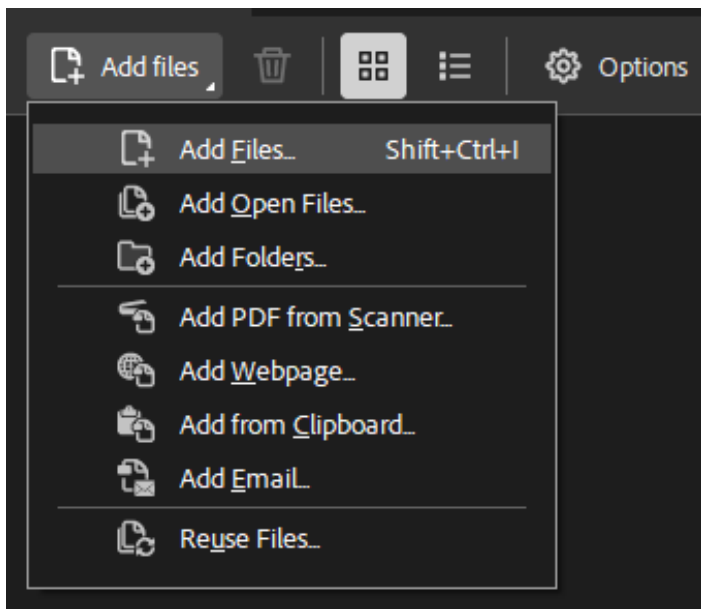 Add files
Options
Add Files... Shift+Ctrl+I
Add Open Files...
Add Folders...
Add PDF from Scanner...
Add Webpage...
Add from Clipboard...
Add Email...
Reuse Files...